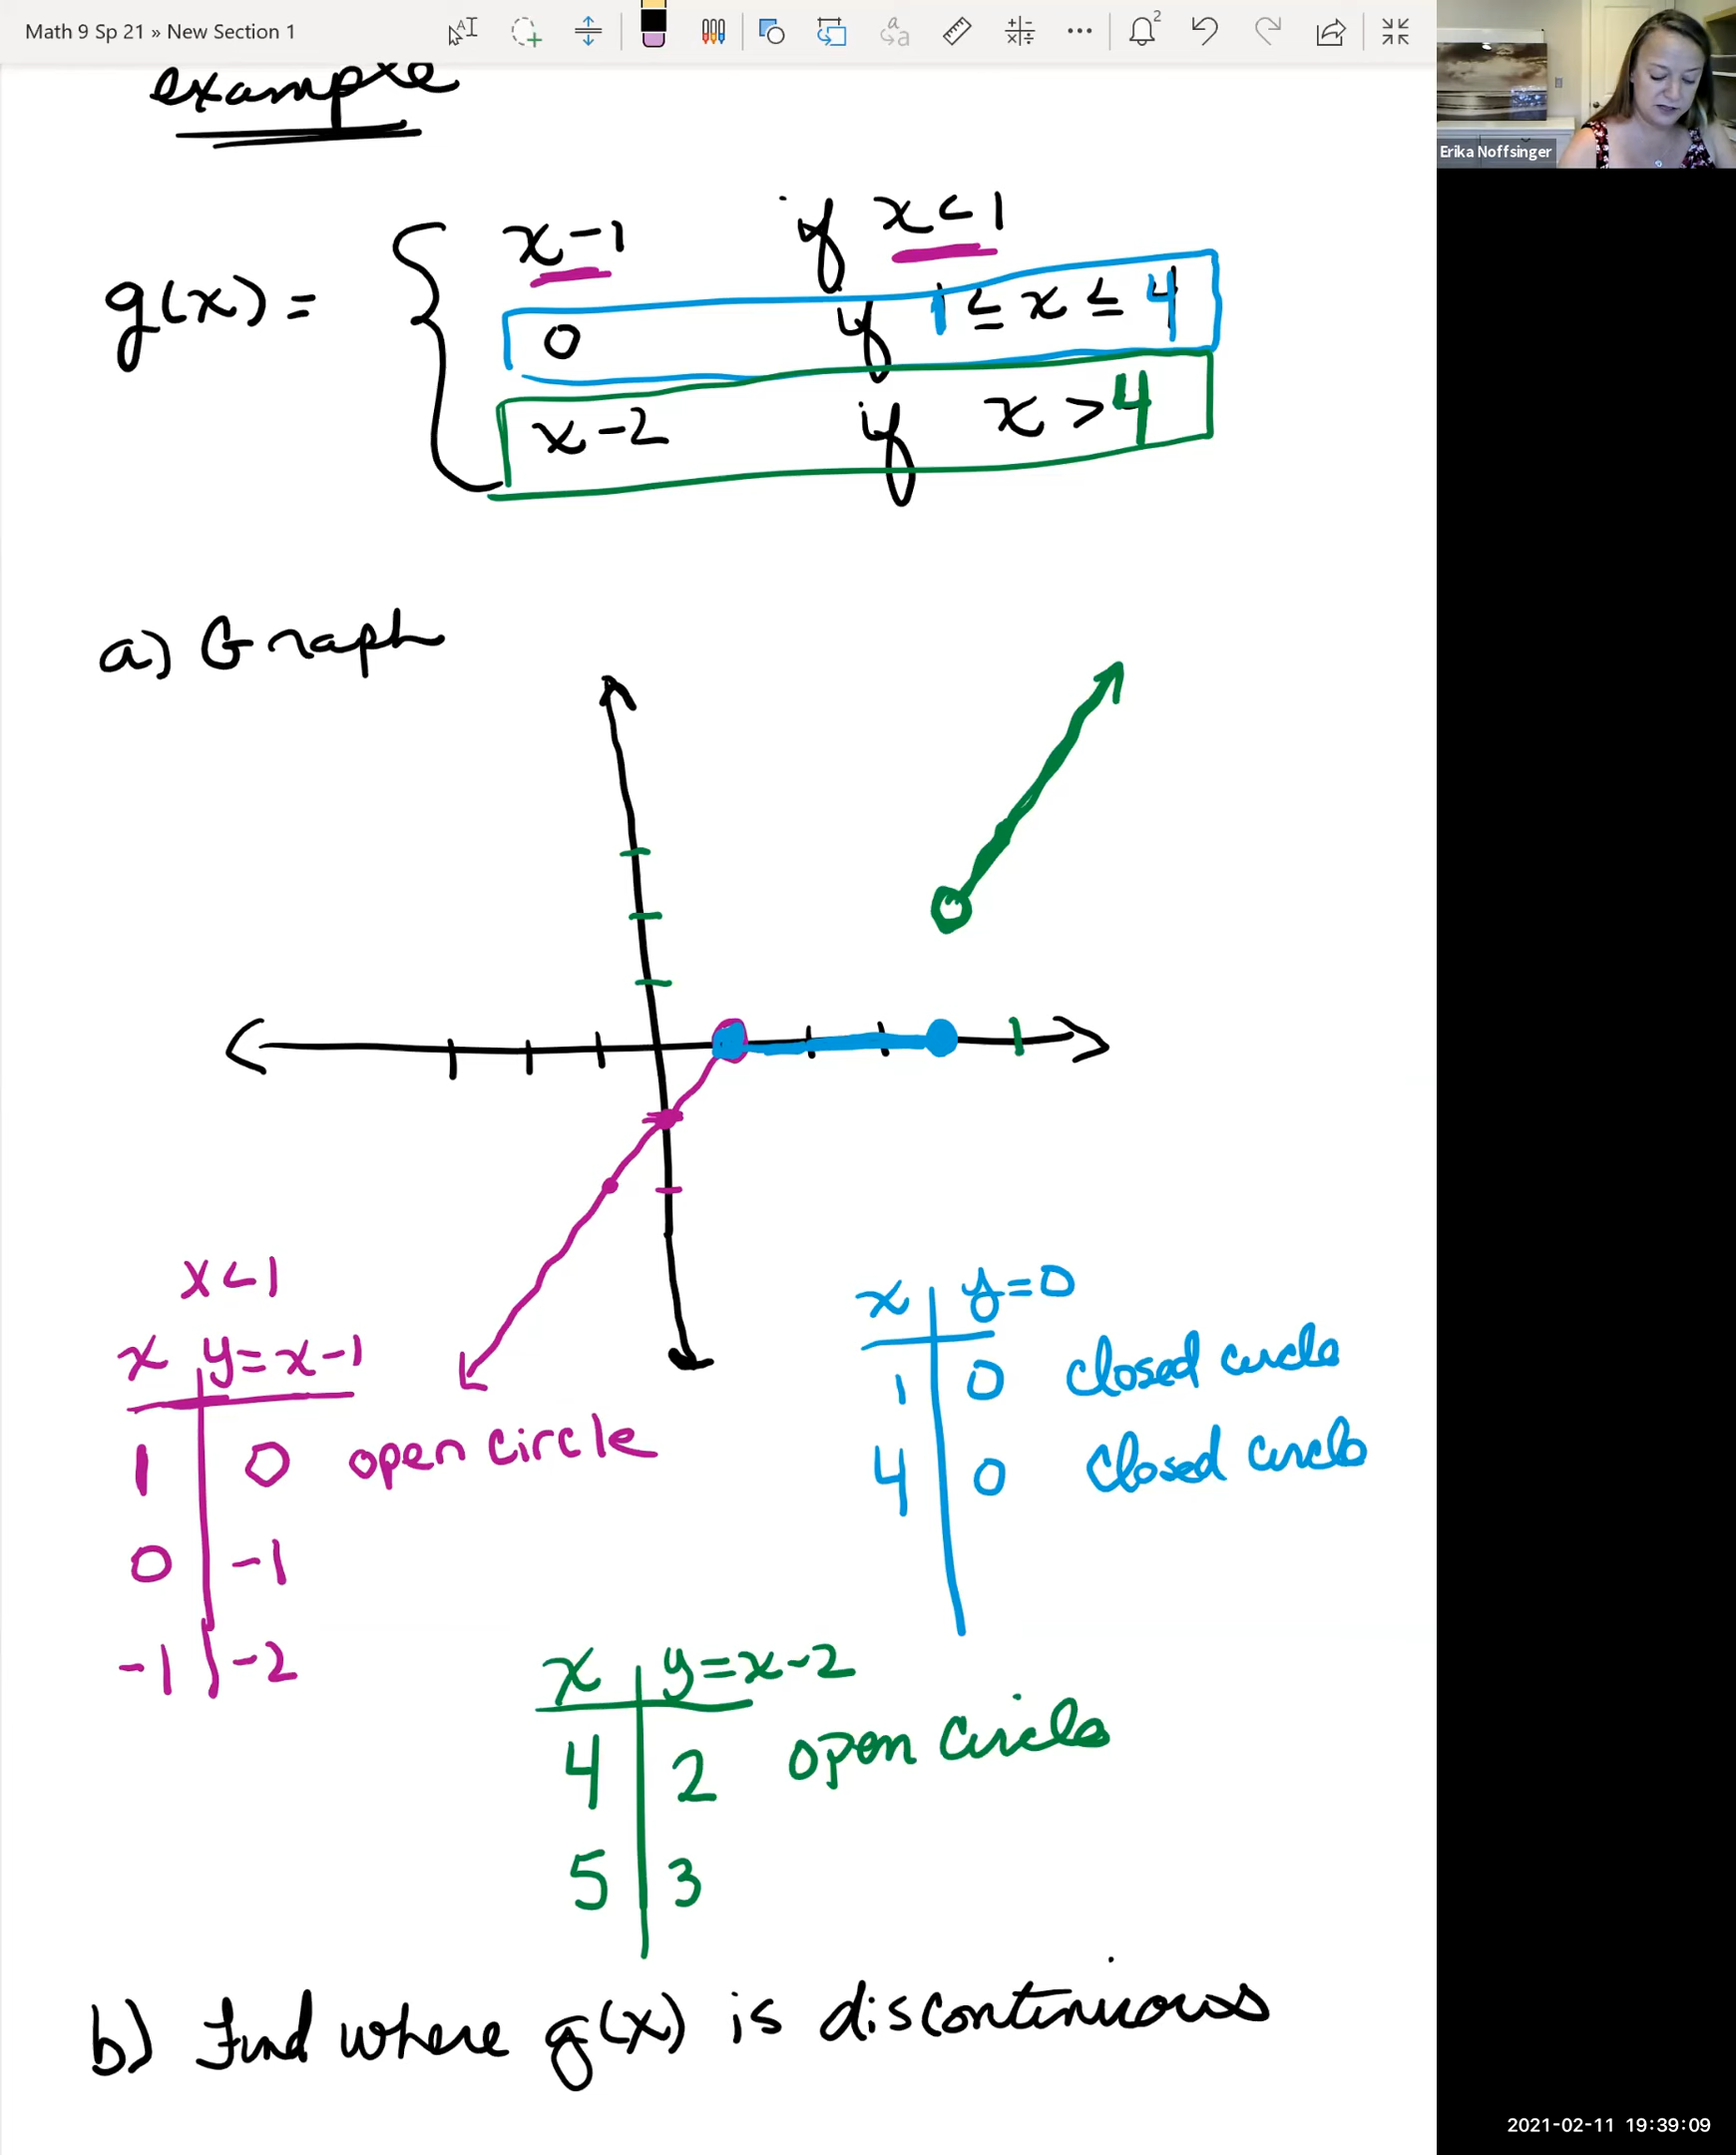 Math 9 Sp 21 » New Section 1
2
Erika Noffsinger
example
g(x) = { x-1 if x<1
0 if 1 ≤ x ≤ 4
x-2 if x > 4
a) Graph
x<1
x y=x-1
1 0 open circle
0 -1
-1 -2
x y=0
1 0 closed circle
4 0 closed circle
x y=x-2
4 2 open circle
5 3
b) Find where g(x) is discontinuous
2021-02-11 19:39:09